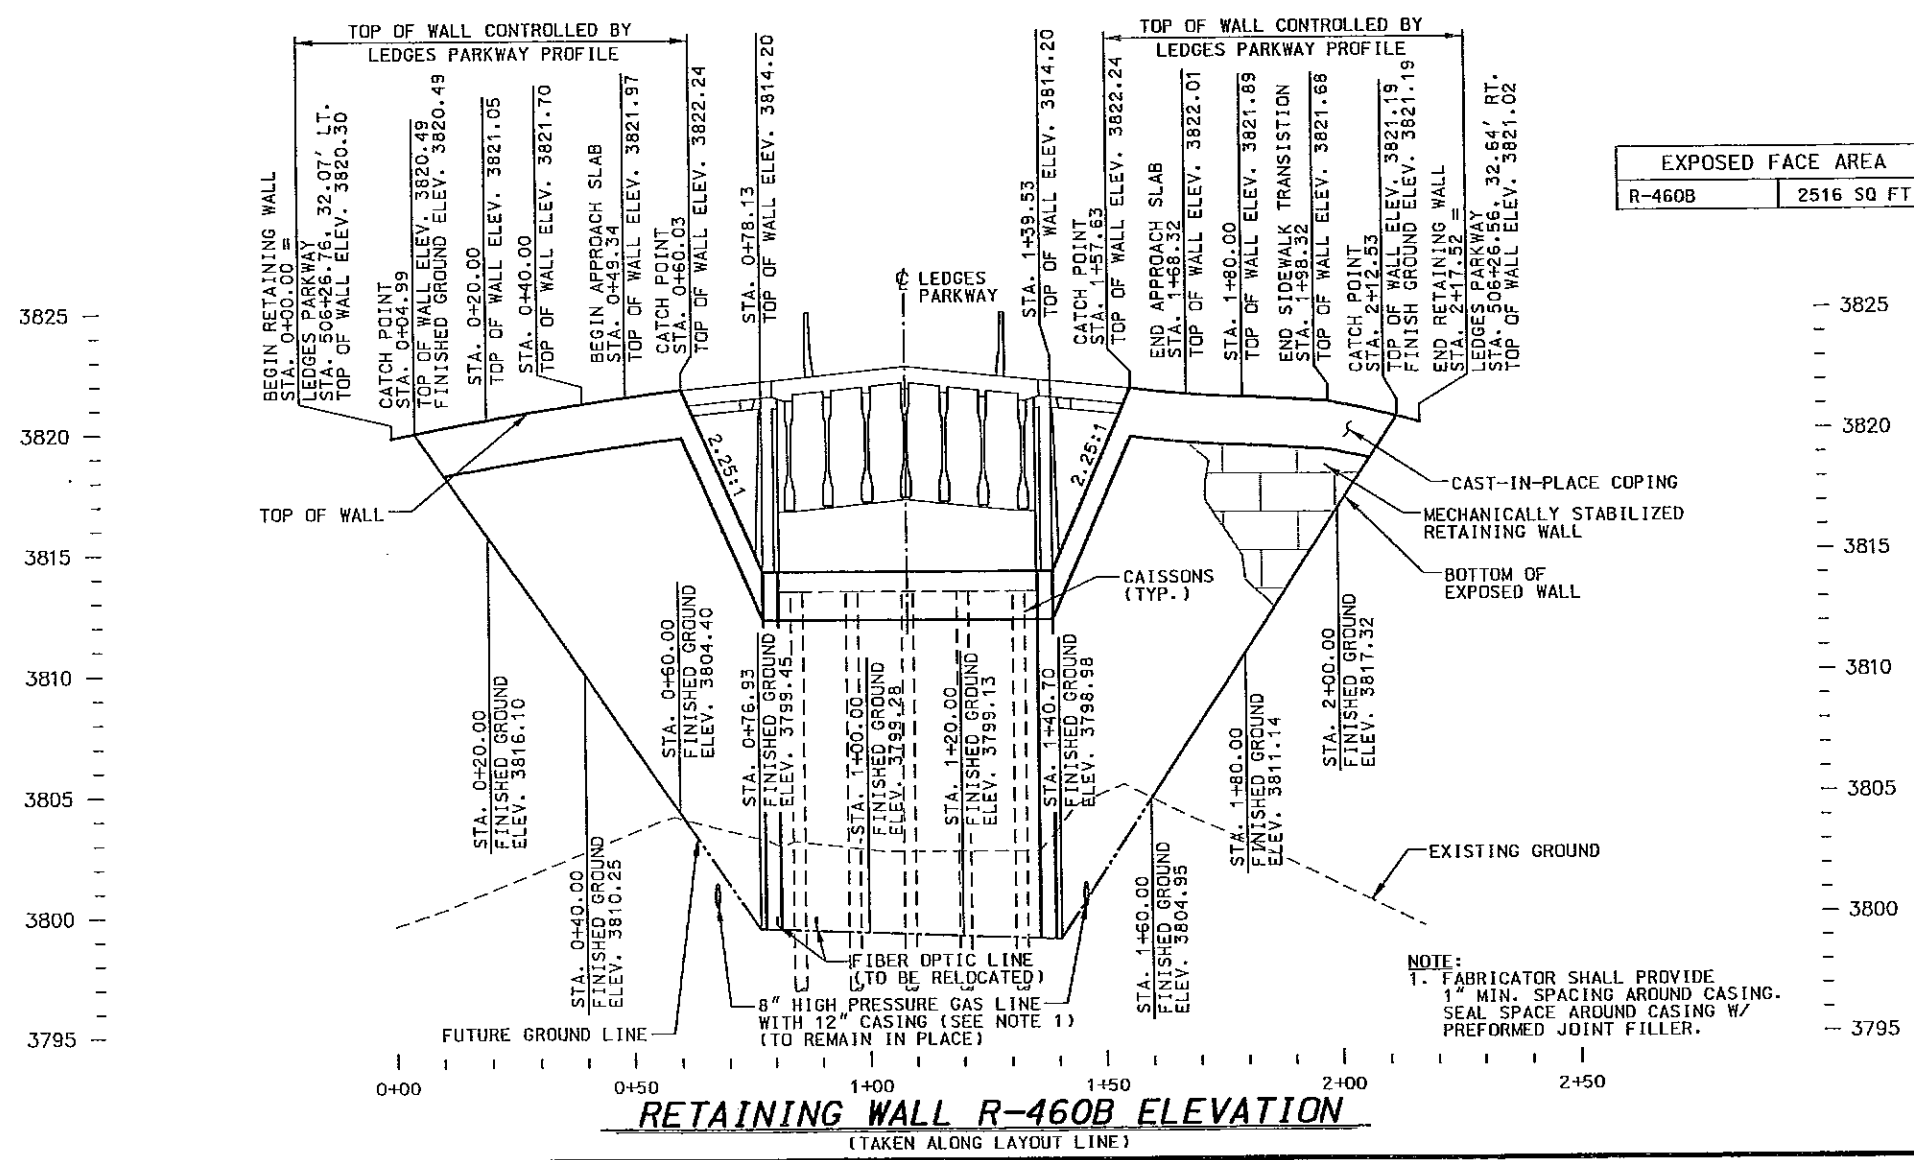 TOP OF WALL CONTROLLED BY
LEDGES PARKWAY PROFILE
TOP OF WALL CONTROLLED BY
LEDGES PARKWAY PROFILE
BEGIN RETAINING WALL
STA. 0+00.00 =
LEDGES PARKWAY
STA. 506+26.76, 32.07' LT.
TOP OF WALL ELEV. 3820.30
CATCH POINT
STA. 0+04.99
TOP OF WALL ELEV. 3820.49
FINISHED GROUND ELEV. 3820.49
STA. 0+20.00
TOP OF WALL ELEV. 3821.05
STA. 0+40.00
TOP OF WALL ELEV. 3821.70
BEGIN APPROACH SLAB
STA. 0+49.34
TOP OF WALL ELEV. 3821.97
CATCH POINT
STA. 0+60.03
TOP OF WALL ELEV. 3822.24
STA. 0+78.13
TOP OF WALL ELEV. 3814.20
℄ LEDGES
PARKWAY
STA. 1+39.53
TOP OF WALL ELEV. 3814.20
CATCH POINT
STA. 1+57.63
TOP OF WALL ELEV. 3822.24
END APPROACH SLAB
STA. 1+68.32
TOP OF WALL ELEV. 3822.01
STA. 1+80.00
TOP OF WALL ELEV. 3821.89
END SIDEWALK TRANSISTION
STA. 1+98.32
TOP OF WALL ELEV. 3821.68
CATCH POINT
STA. 2+12.53
TOP OF WALL ELEV. 3821.19
FINISH GROUND ELEV. 3821.19
END RETAINING WALL
STA. 2+17.52 =
LEDGES PARKWAY
STA. 506+26.56, 32.64' RT.
TOP OF WALL ELEV. 3821.02
EXPOSED FACE AREA
R-460B 2516 SQ FT
3825
3820
3815
3810
3805
3800
3795
3825
3820
3815
3810
3805
3800
3795
2.25:1
2.25:1
TOP OF WALL
CAST-IN-PLACE COPING
MECHANICALLY STABILIZED
RETAINING WALL
BOTTOM OF
EXPOSED WALL
CAISSONS
(TYP.)
STA. 0+20.00
FINISHED GROUND
ELEV. 3816.10
STA. 0+40.00
FINISHED GROUND
ELEV. 3810.25
STA. 0+60.00
FINISHED GROUND
ELEV. 3804.40
STA. 0+76.93
FINISHED GROUND
ELEV. 3799.45
STA. 1+00.00
FINISHED GROUND
ELEV. 3799.28
STA. 1+20.00
FINISHED GROUND
ELEV. 3799.13
STA. 1+40.70
FINISHED GROUND
ELEV. 3798.98
STA. 1+60.00
FINISHED GROUND
ELEV. 3804.95
STA. 1+80.00
FINISHED GROUND
ELEV. 3811.14
STA. 2+00.00
FINISHED GROUND
ELEV. 3817.32
EXISTING GROUND
FIBER OPTIC LINE
(TO BE RELOCATED)
8" HIGH PRESSURE GAS LINE
WITH 12" CASING (SEE NOTE 1)
(TO REMAIN IN PLACE)
FUTURE GROUND LINE
NOTE:
1. FABRICATOR SHALL PROVIDE
1" MIN. SPACING AROUND CASING.
SEAL SPACE AROUND CASING W/
PREFORMED JOINT FILLER.
0+00
0+50
1+00
1+50
2+00
2+50
RETAINING WALL R-460B ELEVATION
(TAKEN ALONG LAYOUT LINE)